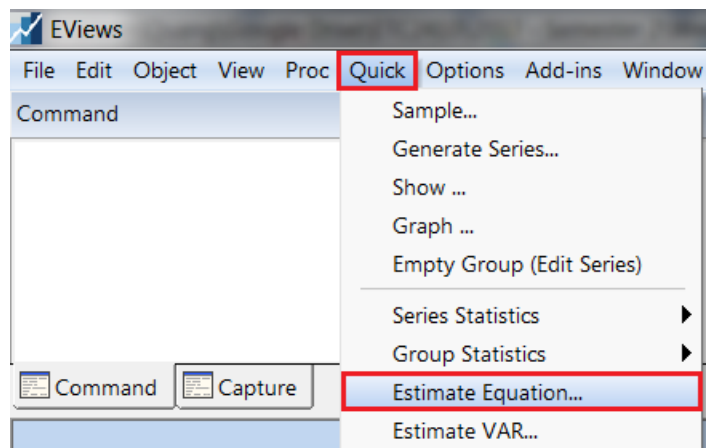 EViews
File Edit Object View Proc Quick Options Add-ins Window
Command
Sample...
Generate Series...
Show ...
Graph ...
Empty Group (Edit Series)
Series Statistics
Group Statistics
Estimate Equation...
Estimate VAR...
Command Capture